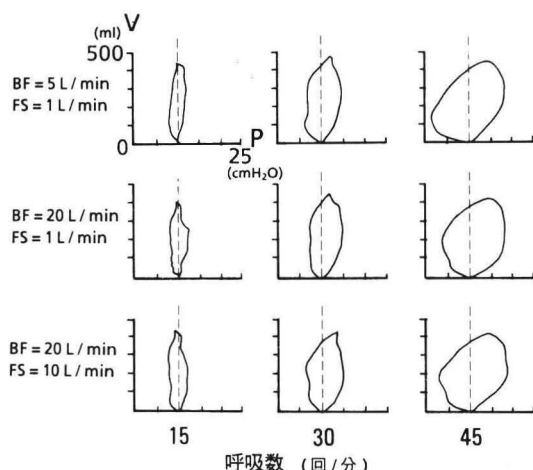 V
(ml)
500
BF = 5 L / min
FS = 1 L / min
0
25
P
(cmH₂O)
BF = 20 L / min
FS = 1 L / min
BF = 20 L / min
FS = 10 L / min
15 30 45
呼吸数 (回 / 分)